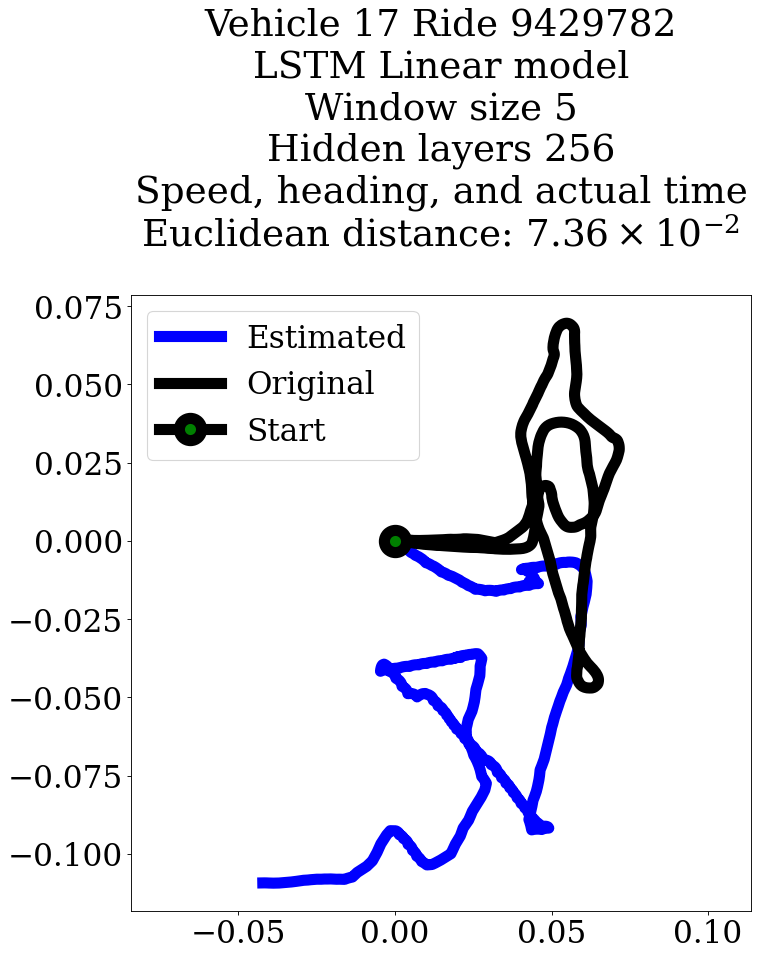 Vehicle 17 Ride 9429782
LSTM Linear model
Window size 5
Hidden layers 256
Speed, heading, and actual time
Euclidean distance: 7.36 × 10⁻²
Estimated
Original
Start
0.075
0.050
0.025
0.000
−0.025
−0.050
−0.075
−0.100
−0.05 0.00 0.05 0.10